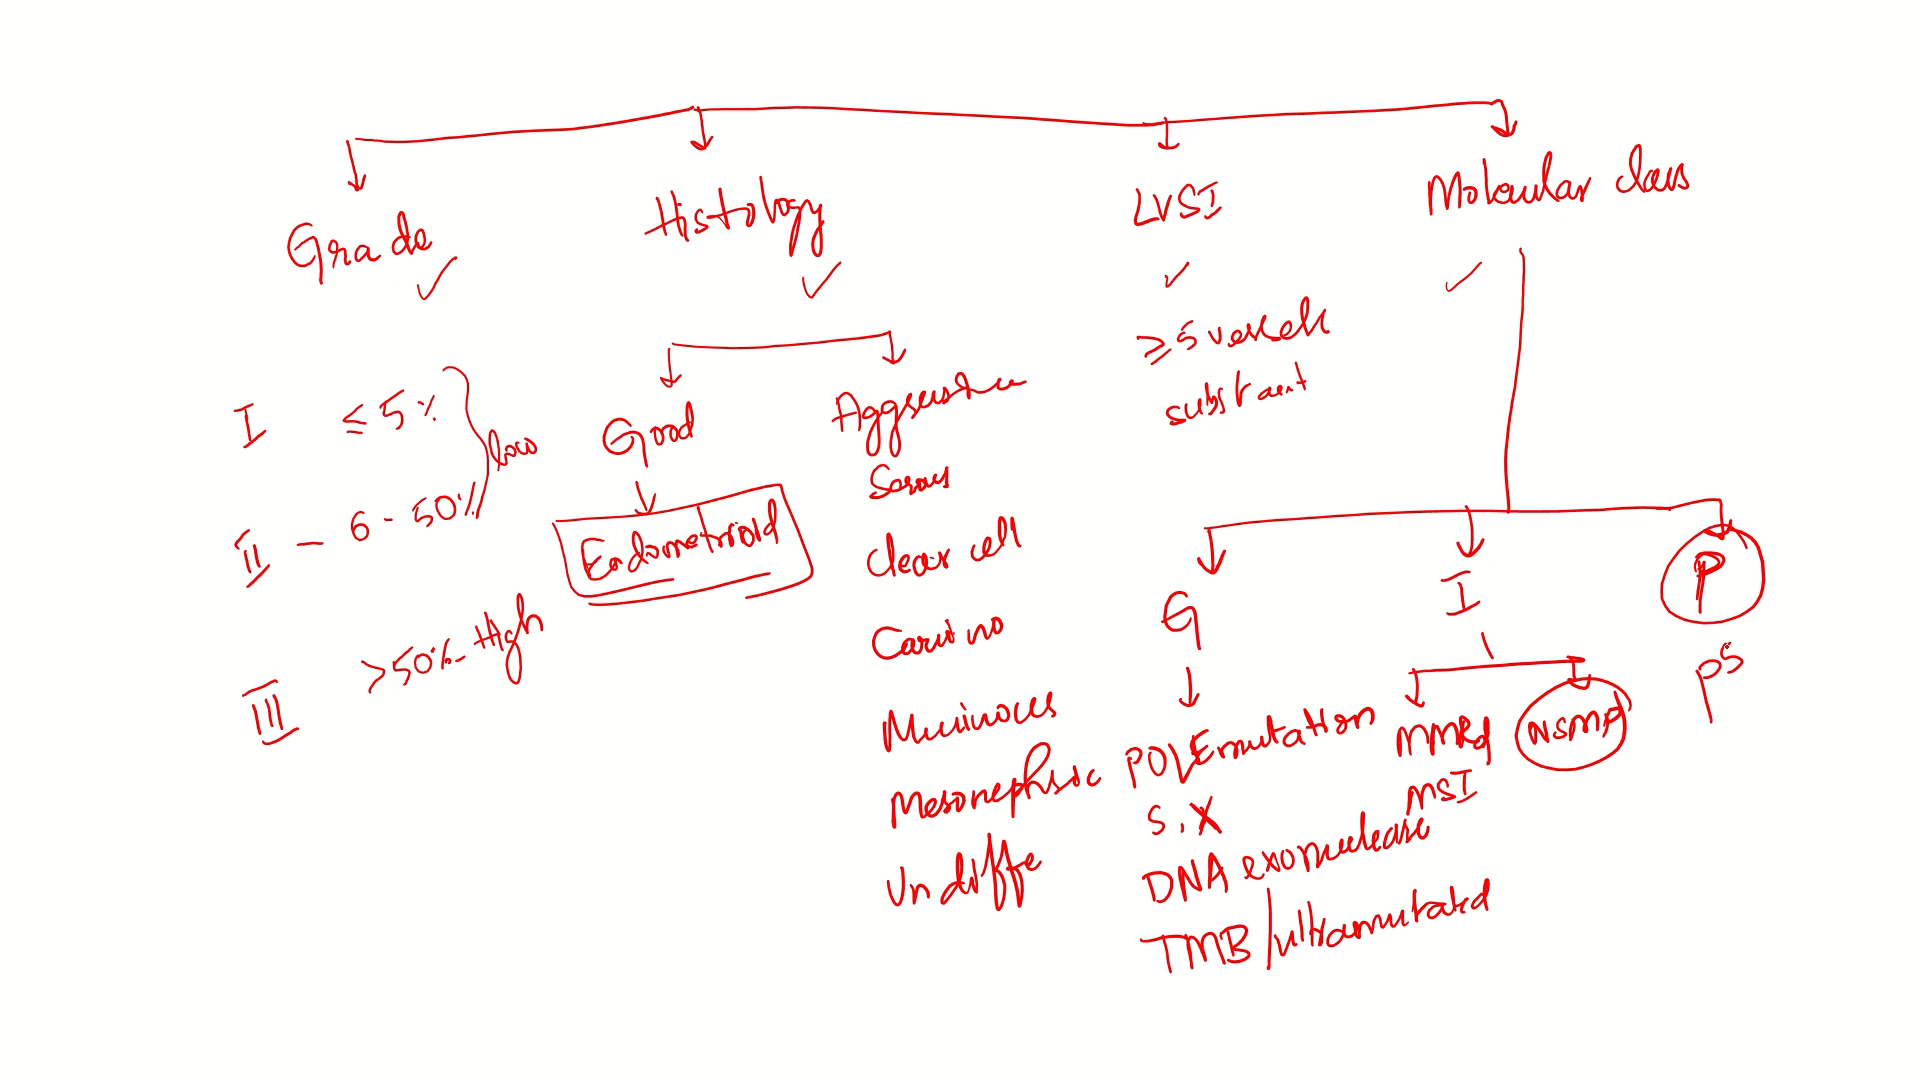 Grade
Histology
LVSI
Molecular class
I ≤5%
II - 6-50%
low
III >50% - High
Good
Endometrioid
Aggressive
Serous
Clear cell
Carcino
Mucinous
Mesonephric
Undiffe
≥5 vessels
substant
G
POLE mutation
S, X
DNA exonuclease
TMB/ultramutated
I
MMRd
MSI
NSMP
P